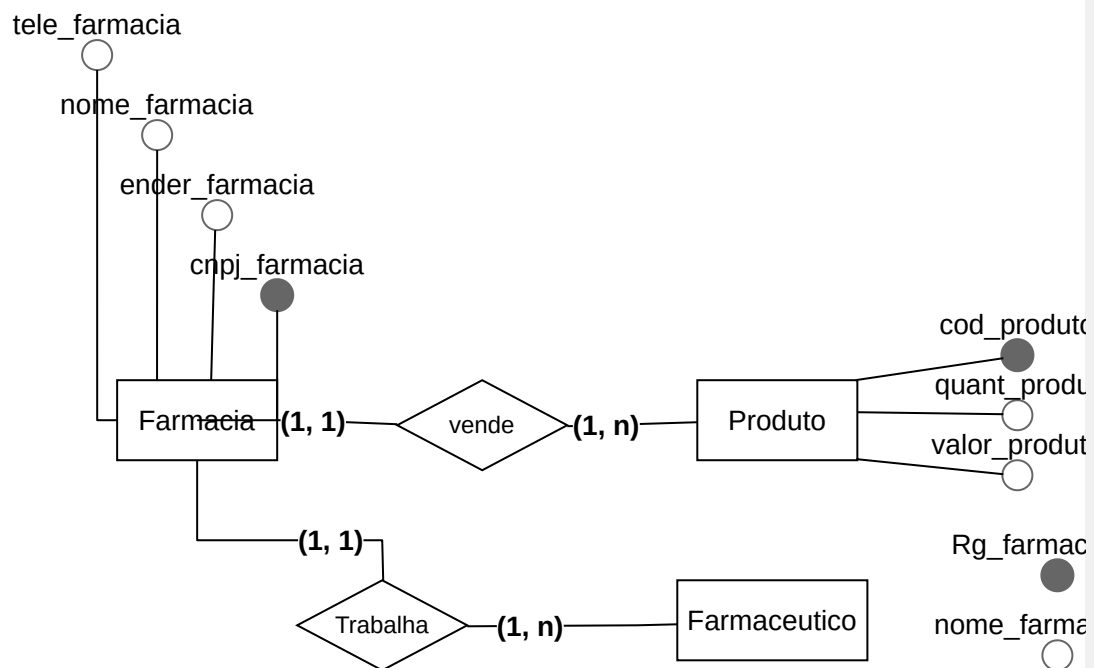 tele_farmacia
nome_farmacia
ender_farmacia
cnpj_farmacia
cod_produto
quant_produ
Farmacia
(1, 1)
vende
(1, n)
Produto
valor_produt
(1, 1)
Rg_farmac
Trabalha
(1, n)
Farmaceutico
nome_farma